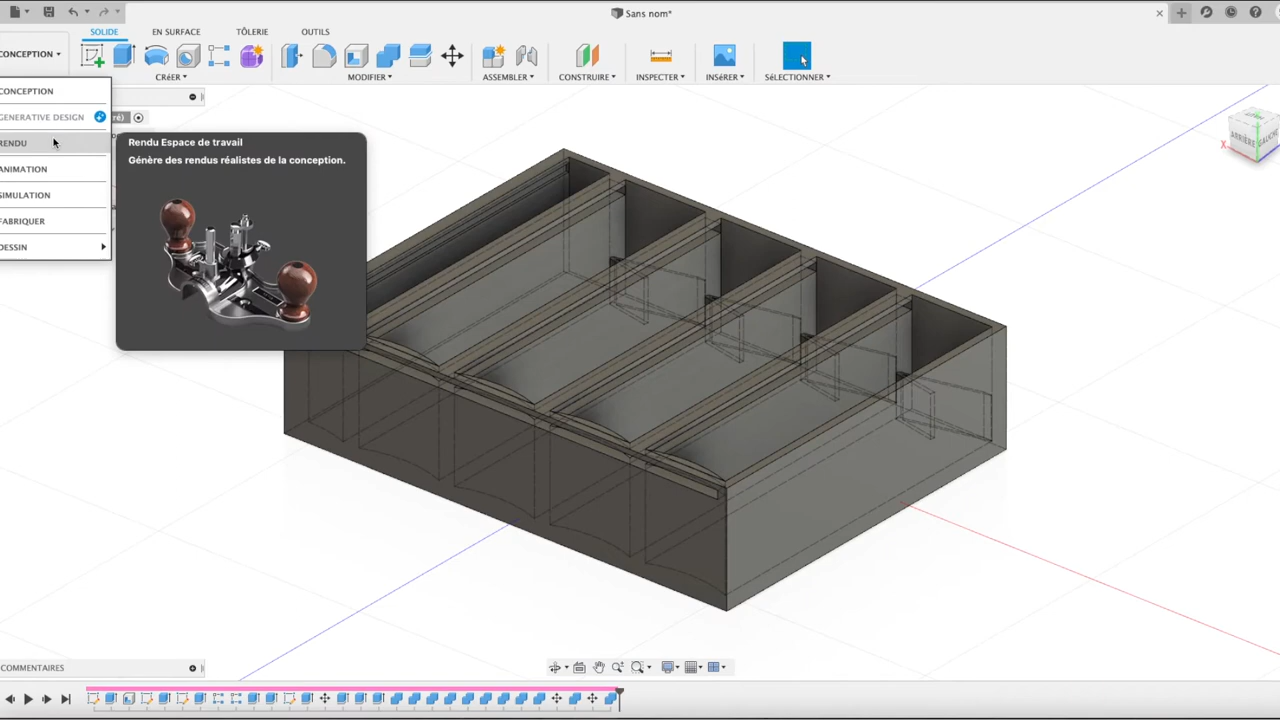 Sans nom*
SOLIDE EN SURFACE TÔLERIE OUTILS
CONCEPTION
CRÉER MODIFIER ASSEMBLER CONSTRUIRE INSPECTER INSÉRER SÉLECTIONNER
CONCEPTION
GENERATIVE DESIGN
RENDU
ANIMATION
SIMULATION
FABRIQUER
DESSIN
Rendu Espace de travail
Génère des rendus réalistes de la conception.
ARRIÈRE
GAUCHE
X
COMMENTAIRES